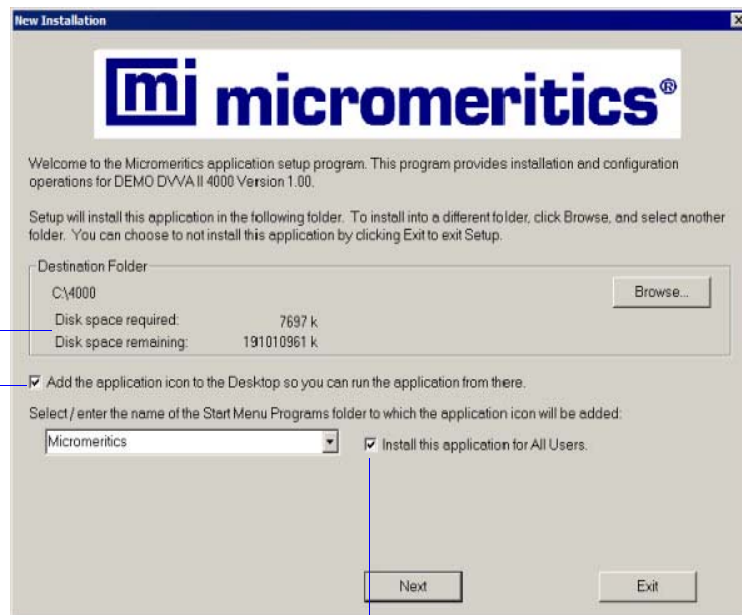 New Installation
mi micromeritics®
Welcome to the Micromeritics application setup program. This program provides installation and configuration
operations for DEMO DVVA II 4000 Version 1.00.
Setup will install this application in the following folder. To install into a different folder, click Browse, and select another
folder. You can choose to not install this application by clicking Exit to exit Setup.
Destination Folder
C:\4000
Browse...
Disk space required: 7697 k
Disk space remaining: 191010961 k
Add the application icon to the Desktop so you can run the application from there.
Select / enter the name of the Start Menu Programs folder to which the application icon will be added:
Micromeritics
Install this application for All Users.
Next
Exit